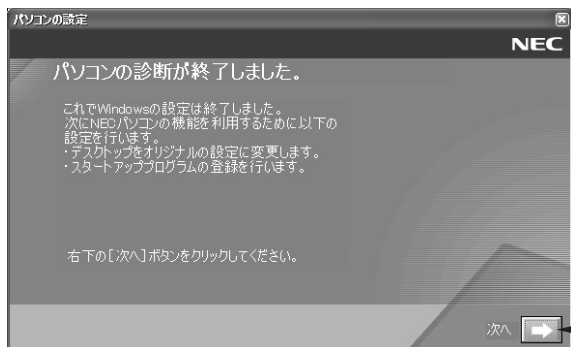 パソコンの設定
NEC
パソコンの診断が終了しました。
これでWindowsの設定は終了しました。
次にNECパソコンの機能を利用するために以下の
設定を行います。
・デスクトップをオリジナルの設定に変更します。
・スタートアッププログラムの登録を行います。
右下の[次へ]ボタンをクリックしてください。
次へ